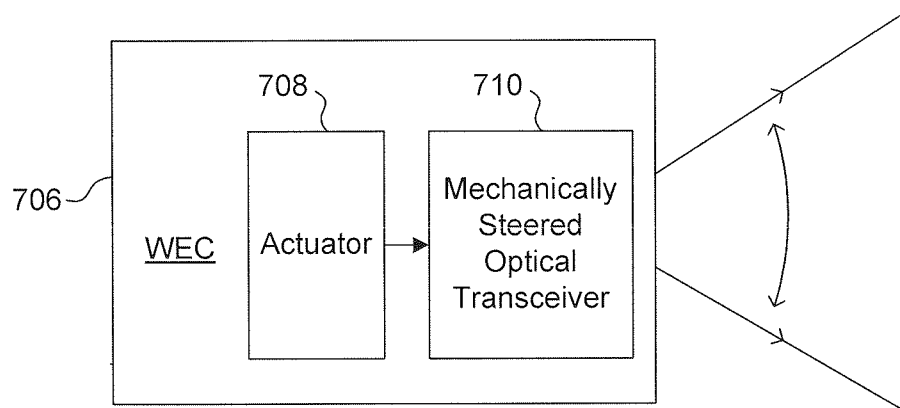 708
710
706
WEC
Actuator
Mechanically
Steered
Optical
Transceiver